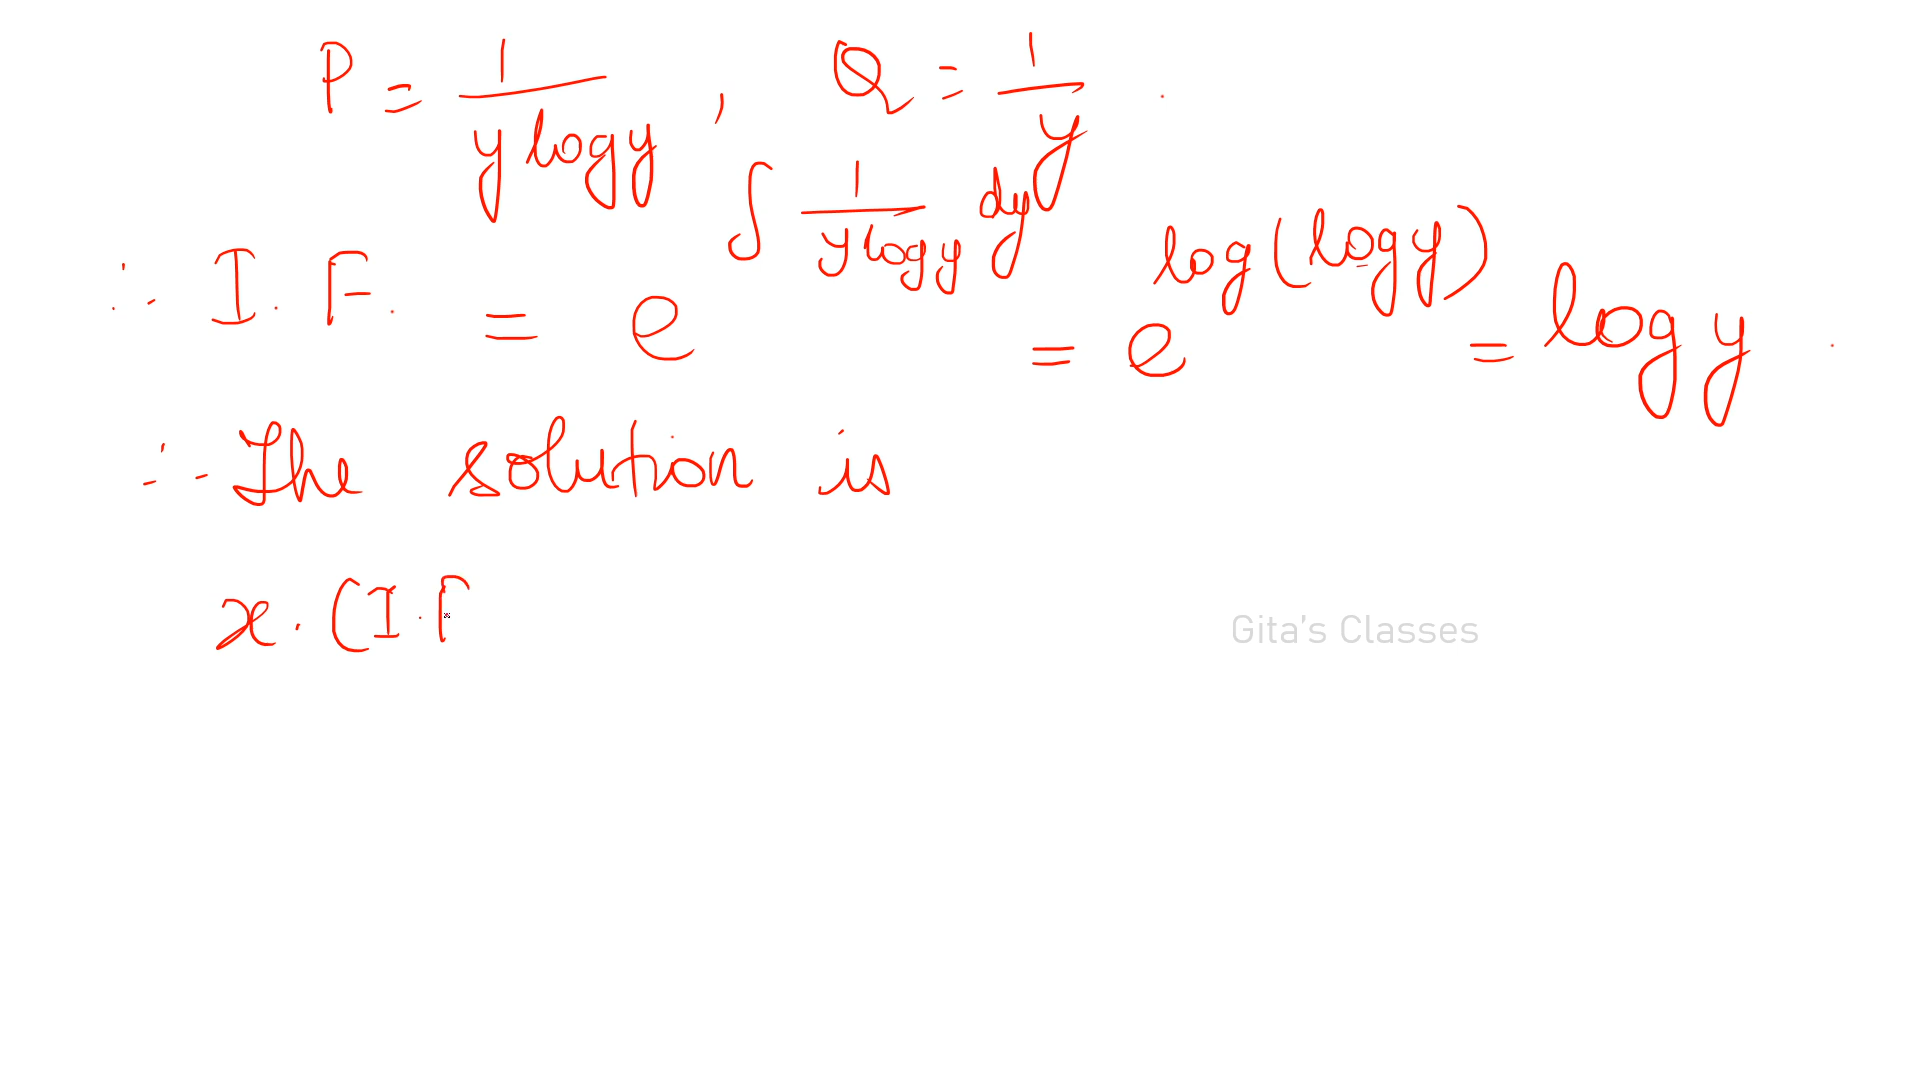 P = 1/(y log y) , Q = 1/y .
∴ I.F. = e^(∫ 1/(y log y) dy) = e^(log(log y)) = log y .
∴ The solution is
x . (I.F
Gita's Classes